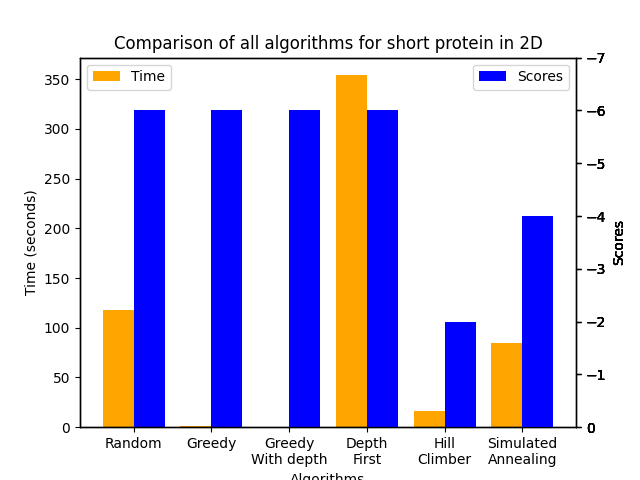 Comparison of all algorithms for short protein in 2D
Time
Scores
350
300
250
200
150
100
50
0
Time (seconds)
−7
−6
−5
−4
−3
−2
−1
0
Scores
Random
Greedy
Greedy
With depth
Depth
First
Hill
Climber
Simulated
Annealing
Algorithms